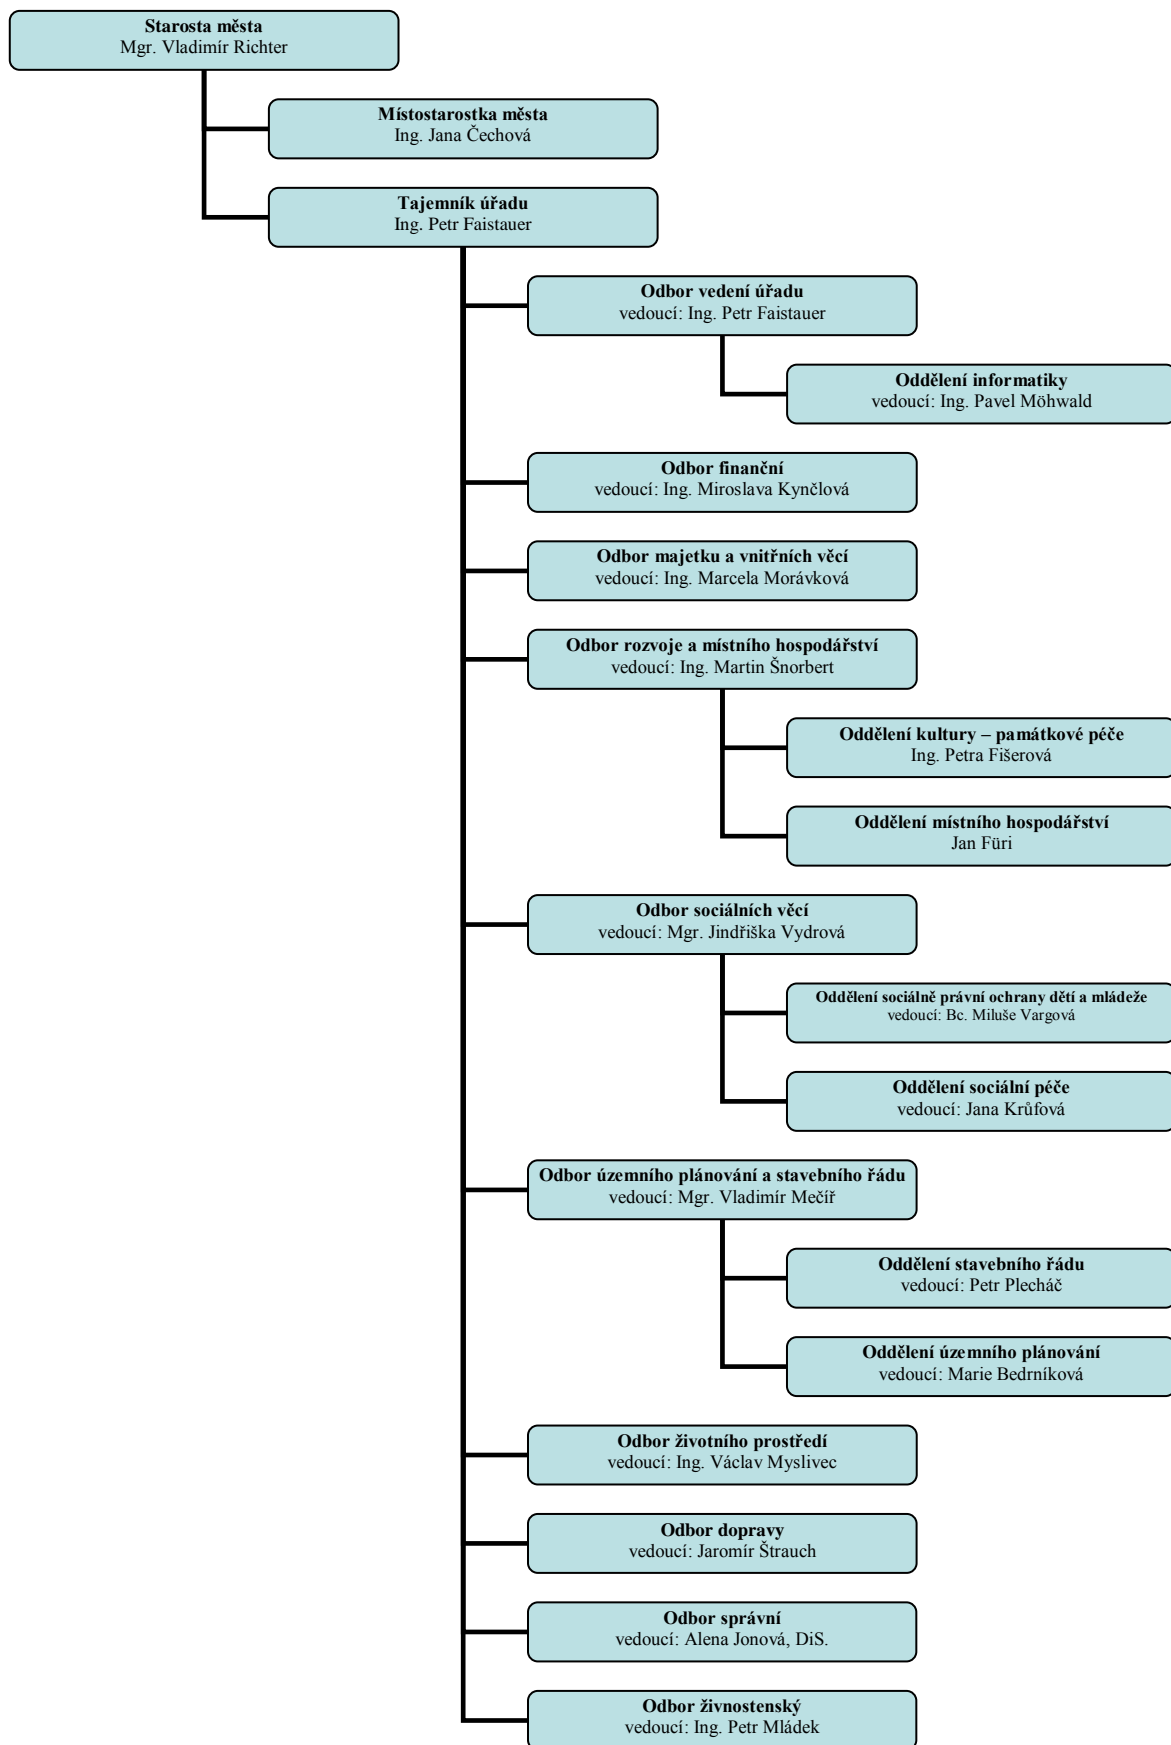 Starosta města
Mgr. Vladimír Richter
Místostarostka města
Ing. Jana Čechová
Tajemník úřadu
Ing. Petr Faistauer
Odbor vedení úřadu
vedoucí: Ing. Petr Faistauer
Oddělení informatiky
vedoucí: Ing. Pavel Möhwald
Odbor finanční
vedoucí: Ing. Miroslava Kynčlová
Odbor majetku a vnitřních věcí
vedoucí: Ing. Marcela Morávková
Odbor rozvoje a místního hospodářství
vedoucí: Ing. Martin Šnorbert
Oddělení kultury – památkové péče
Ing. Petra Fišerová
Oddělení místního hospodářství
Jan Füri
Odbor sociálních věcí
vedoucí: Mgr. Jindřiška Vydrová
Oddělení sociálně právní ochrany dětí a mládeže
vedoucí: Bc. Miluše Vargová
Oddělení sociální péče
vedoucí: Jana Krůfová
Odbor územního plánování a stavebního řádu
vedoucí: Mgr. Vladimír Mečíř
Oddělení stavebního řádu
vedoucí: Petr Plecháč
Oddělení územního plánování
vedoucí: Marie Bedrníková
Odbor životního prostředí
vedoucí: Ing. Václav Myslivec
Odbor dopravy
vedoucí: Jaromír Štrauch
Odbor správní
vedoucí: Alena Jonová, DiS.
Odbor živnostenský
vedoucí: Ing. Petr Mládek